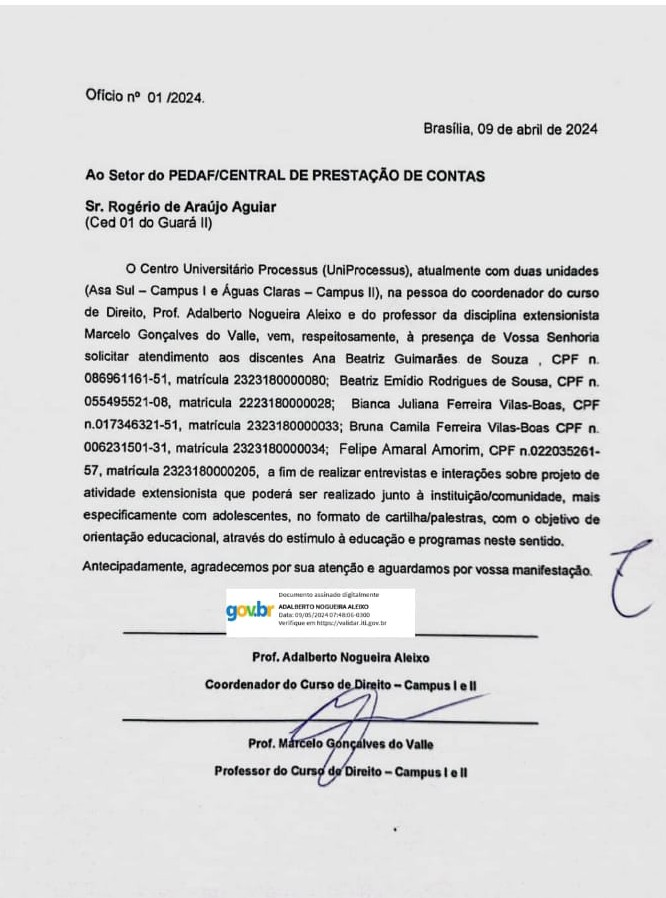 Ofício nº 01 /2024.
Brasília, 09 de abril de 2024
Ao Setor do PEDAF/CENTRAL DE PRESTAÇÃO DE CONTAS
Sr. Rogério de Araújo Aguiar
(Ced 01 do Guará II)
O Centro Universitário Processus (UniProcessus), atualmente com duas unidades
(Asa Sul – Campus I e Águas Claras – Campus II), na pessoa do coordenador do curso
de Direito, Prof. Adalberto Nogueira Aleixo e do professor da disciplina extensionista
Marcelo Gonçalves do Valle, vem, respeitosamente, à presença de Vossa Senhoria
solicitar atendimento aos discentes Ana Beatriz Guimarães de Souza , CPF n.
086961161-51, matrícula 2323180000080; Beatriz Emídio Rodrigues de Sousa, CPF n.
055495521-08, matricula 2223180000028; Bianca Juliana Ferreira Vilas-Boas, CPF
n.017346321-51, matrícula 2323180000033; Bruna Camila Ferreira Vilas-Boas CPF n.
006231501-31, matrícula 2323180000034; Felipe Amaral Amorim, CPF n.022035261-
57, matrícula 2323180000205, a fim de realizar entrevistas e interações sobre projeto de
atividade extensionista que poderá ser realizado junto à instituição/comunidade, mais
especificamente com adolescentes, no formato de cartilha/palestras, com o objetivo de
orientação educacional, através do estímulo à educação e programas neste sentido.
Antecipadamente, agradecemos por sua atenção e aguardamos por vossa manifestação.
gov.br
Documento assinado digitalmente
ADALBERTO NOGUEIRA ALEIXO
Data: 09/05/2024 07:48:06-0300
Verifique em https://validar.iti.gov.br
Prof. Adalberto Nogueira Aleixo
Coordenador do Curso de Direito – Campus I e II
Prof. Marcelo Gonçalves do Valle
Professor do Curso de Direito – Campus I e II